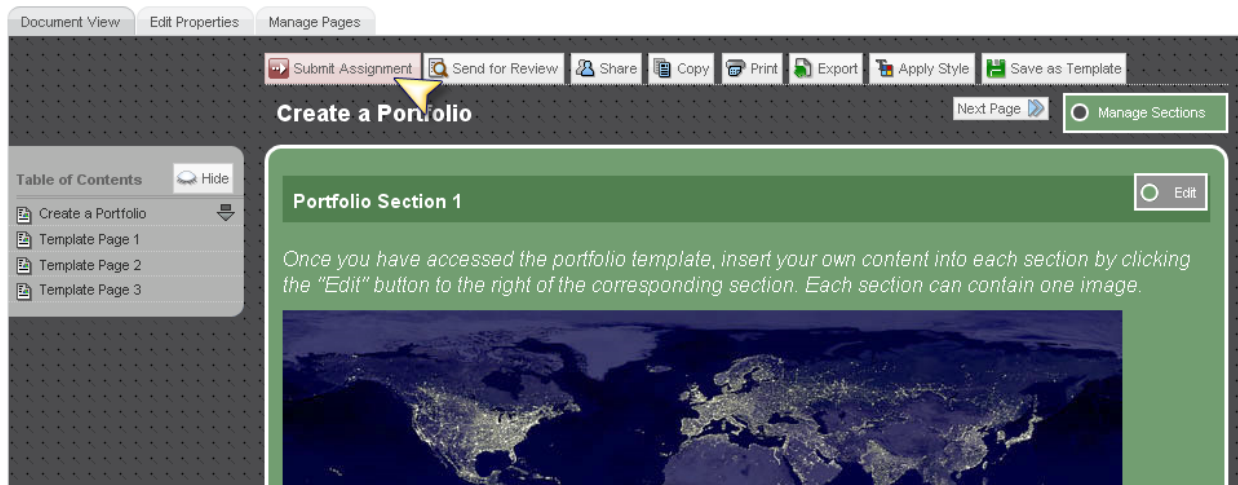 Document View Edit Properties Manage Pages
Submit Assignment Send for Review Share Copy Print Export Apply Style Save as Template
Create a Portfolio
Next Page Manage Sections
Table of Contents Hide
Create a Portfolio
Template Page 1
Template Page 2
Template Page 3
Portfolio Section 1
Edit
Once you have accessed the portfolio template, insert your own content into each section by clicking
the "Edit" button to the right of the corresponding section. Each section can contain one image.